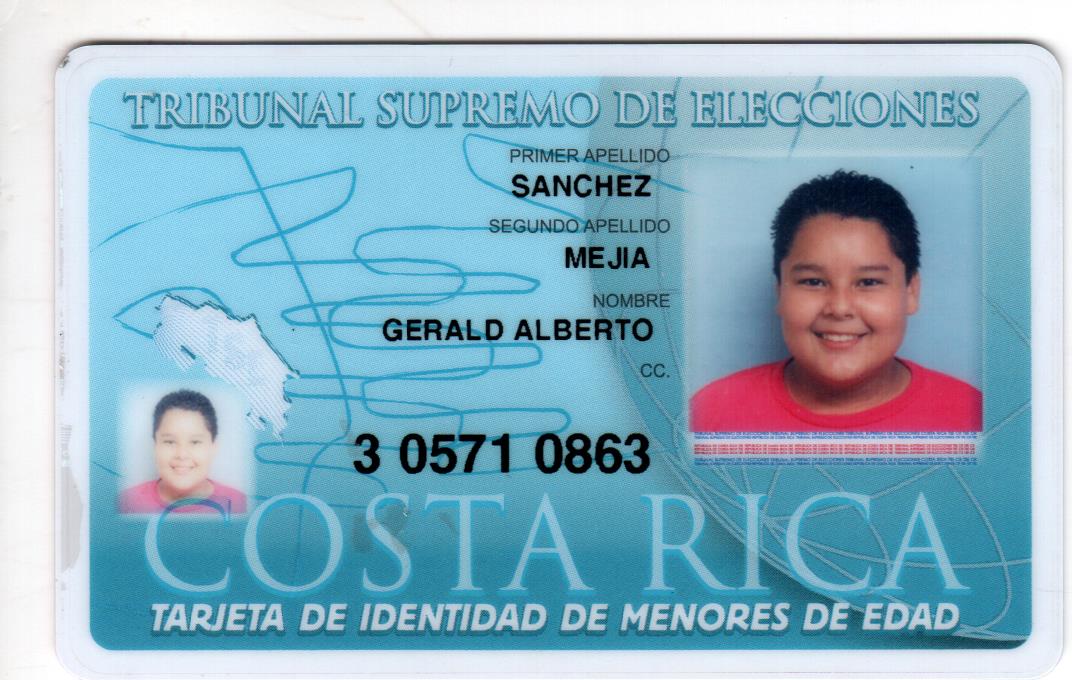 TRIBUNAL SUPREMO DE ELECCIONES
PRIMER APELLIDO
SANCHEZ
SEGUNDO APELLIDO
MEJIA
NOMBRE
GERALD ALBERTO
CC.
3 0571 0863
COSTA RICA
TARJETA DE IDENTIDAD DE MENORES DE EDAD